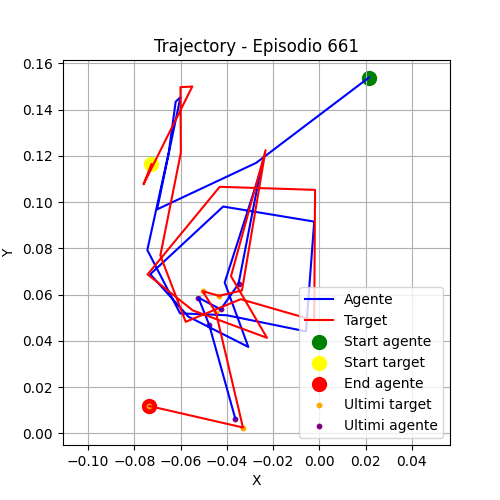 Trajectory - Episodio 661
0.16
0.14
0.12
0.10
0.08
0.06
0.04
0.02
0.00
Y
Agente
Target
Start agente
Start target
End agente
Ultimi target
Ultimi agente
−0.10 −0.08 −0.06 −0.04 −0.02 0.00 0.02 0.04
X